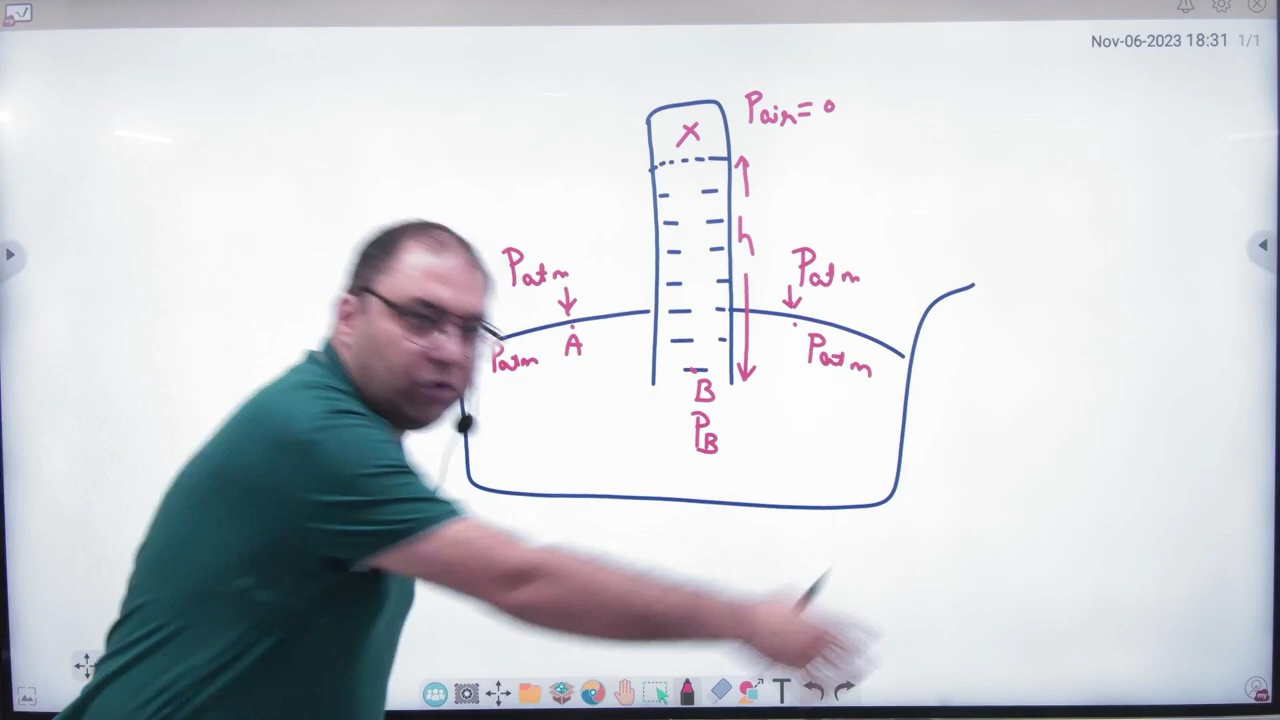 Nov-06-2023 18:31 1/1
Pair = 0
X
h
Patm
Patm
Patm
A
Patm
B
PB
T